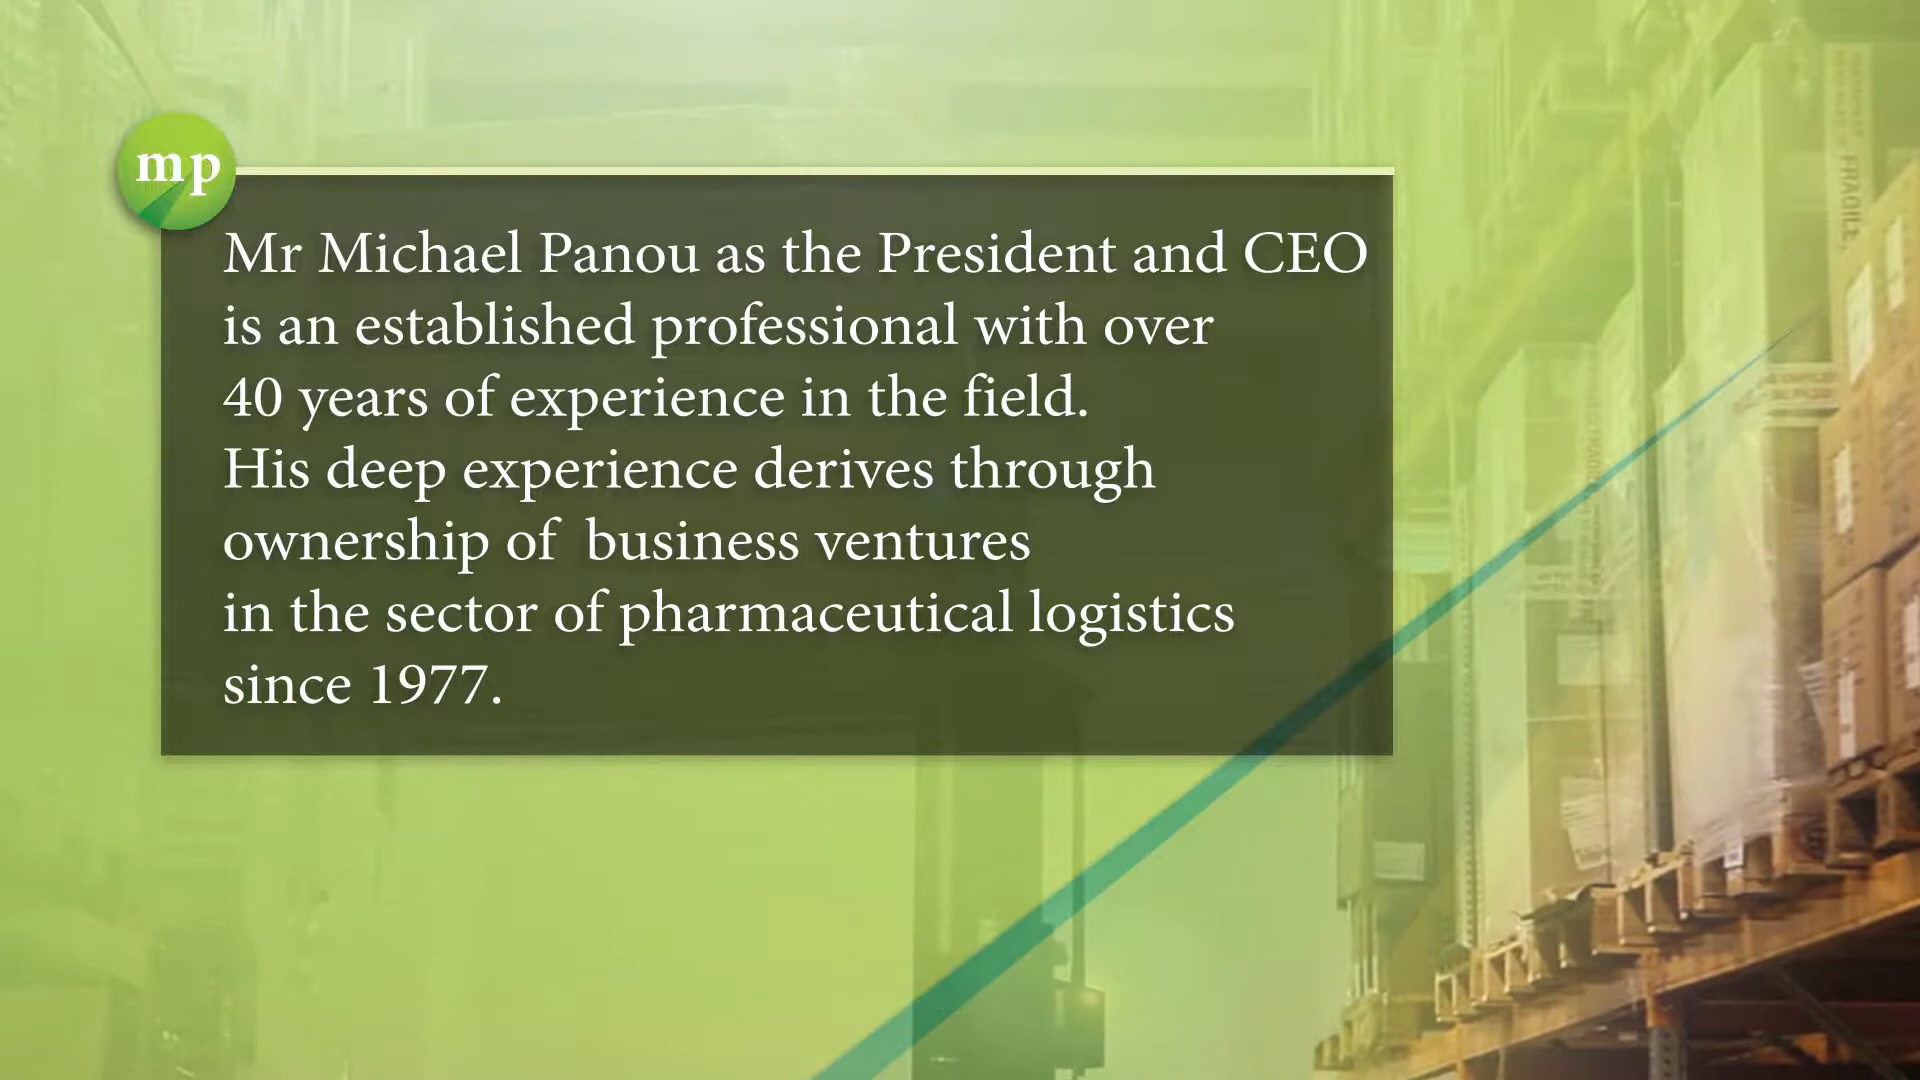 mp
Mr Michael Panou as the President and CEO
is an established professional with over
40 years of experience in the field.
His deep experience derives through
ownership of  business ventures
in the sector of pharmaceutical logistics
since 1977.
FRAGILE